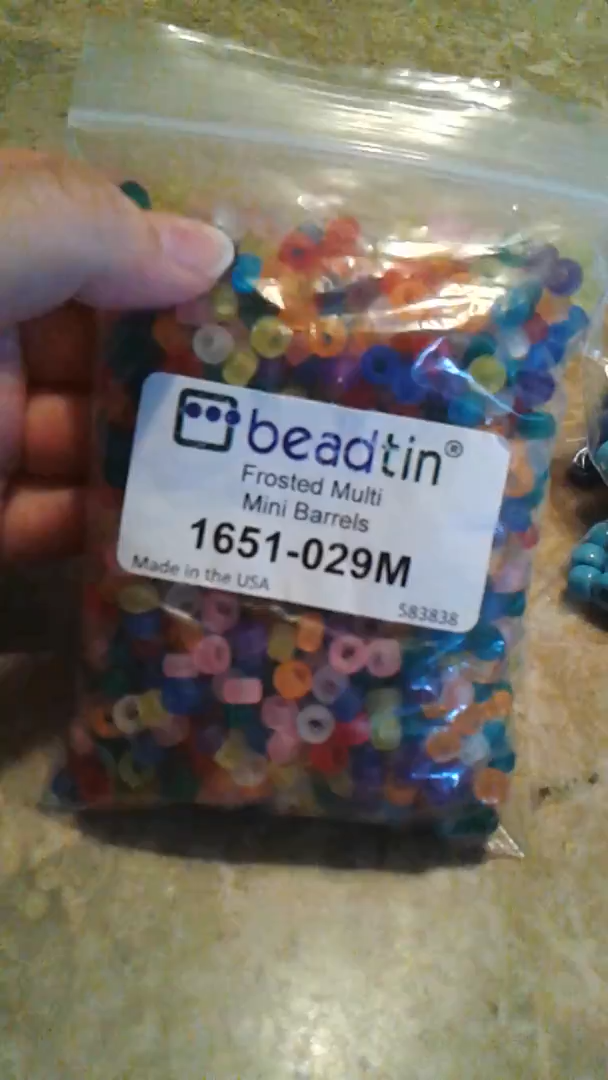 beadtin®
Frosted Multi
Mini Barrels
1651-029M
Made in the USA
583838